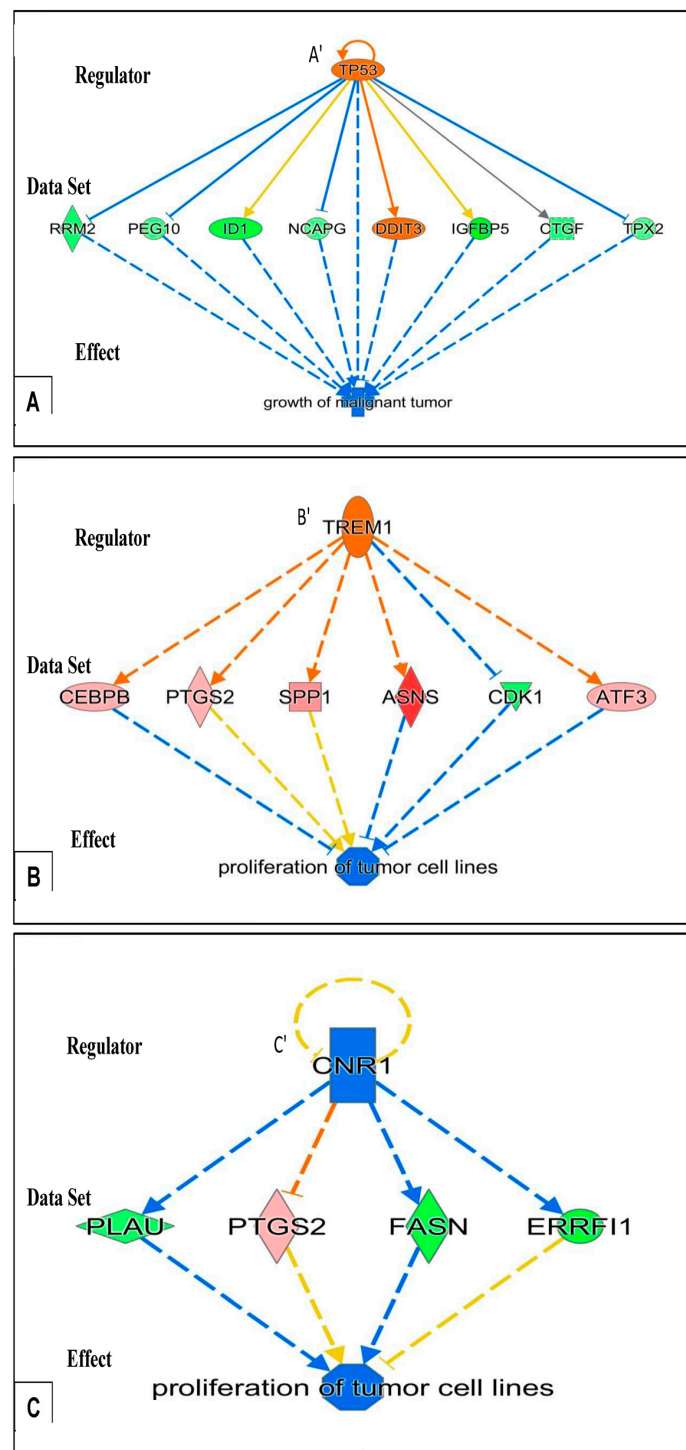 A'
Regulator
TP53
Data Set
RRM2 PEG10 ID1 NCAPG DDIT3 IGFBP5 CTGF TPX2
Effect
growth of malignant tumor
A
B'
Regulator
TREM1
Data Set
CEBPB PTGS2 SPP1 ASNS CDK1 ATF3
Effect
proliferation of tumor cell lines
B
C'
Regulator
CNR1
Data Set
PLAU PTGS2 FASN ERRFI1
Effect
proliferation of tumor cell lines
C